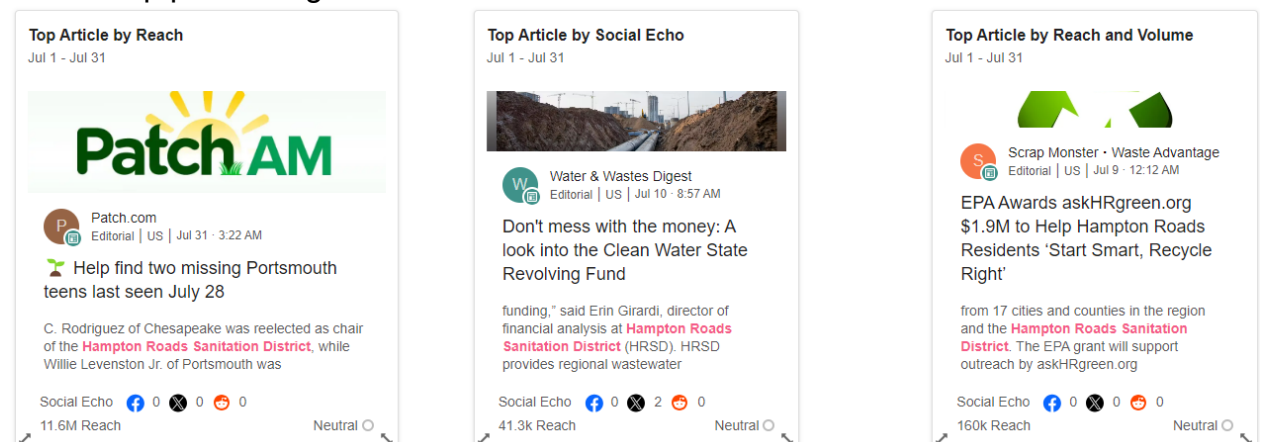 Top Article by Reach
Jul 1 - Jul 31
Patch AM
P
Patch.com
Editorial | US | Jul 31 · 3:22 AM
Help find two missing Portsmouth
teens last seen July 28
C. Rodriguez of Chesapeake was reelected as chair
of the Hampton Roads Sanitation District, while
Willie Levenston Jr. of Portsmouth was
Social Echo 0 0 0
11.6M Reach Neutral
Top Article by Social Echo
Jul 1 - Jul 31
W
Water & Wastes Digest
Editorial | US | Jul 10 · 8:57 AM
Don't mess with the money: A
look into the Clean Water State
Revolving Fund
funding,” said Erin Girardi, director of
financial analysis at Hampton Roads
Sanitation District (HRSD). HRSD
provides regional wastewater
Social Echo 0 2 0
41.3k Reach Neutral
Top Article by Reach and Volume
Jul 1 - Jul 31
S
Scrap Monster · Waste Advantage
Editorial | US | Jul 9 · 12:12 AM
EPA Awards askHRgreen.org
$1.9M to Help Hampton Roads
Residents ‘Start Smart, Recycle
Right’
from 17 cities and counties in the region
and the Hampton Roads Sanitation
District. The EPA grant will support
outreach by askHRgreen.org
Social Echo 0 0 0
160k Reach Neutral